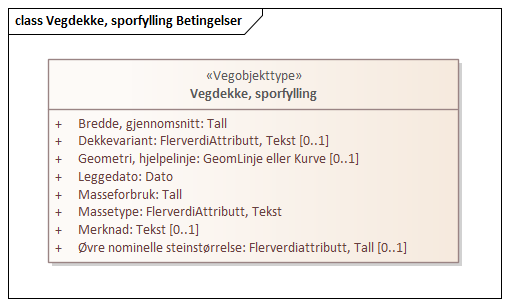 class Vegdekke, sporfylling Betingelser
«Vegobjekttype»
Vegdekke, sporfylling
+ Bredde, gjennomsnitt: Tall
+ Dekkevariant: FlerverdiAttributt, Tekst [0..1]
+ Geometri, hjelpelinje: GeomLinje eller Kurve [0..1]
+ Leggedato: Dato
+ Masseforbruk: Tall
+ Massetype: FlerverdiAttributt, Tekst
+ Merknad: Tekst [0..1]
+ Øvre nominelle steinstørrelse: Flerverdiattributt, Tall [0..1]